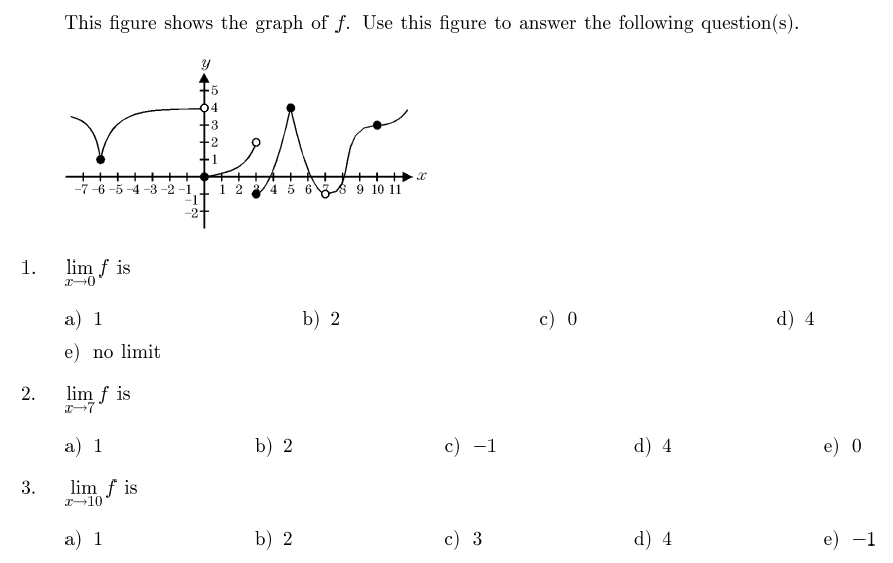 This figure shows the graph of f. Use this figure to answer the following question(s).
y
5
4
3
2
1
x
−7 −6 −5 −4 −3 −2 −1 1 2 3 4 5 6 7 8 9 10 11
−1
−2
1. lim f is
x→0
a) 1 b) 2 c) 0 d) 4
e) no limit
2. lim f is
x→7
a) 1 b) 2 c) −1 d) 4 e) 0
3. lim f is
x→10
a) 1 b) 2 c) 3 d) 4 e) −1